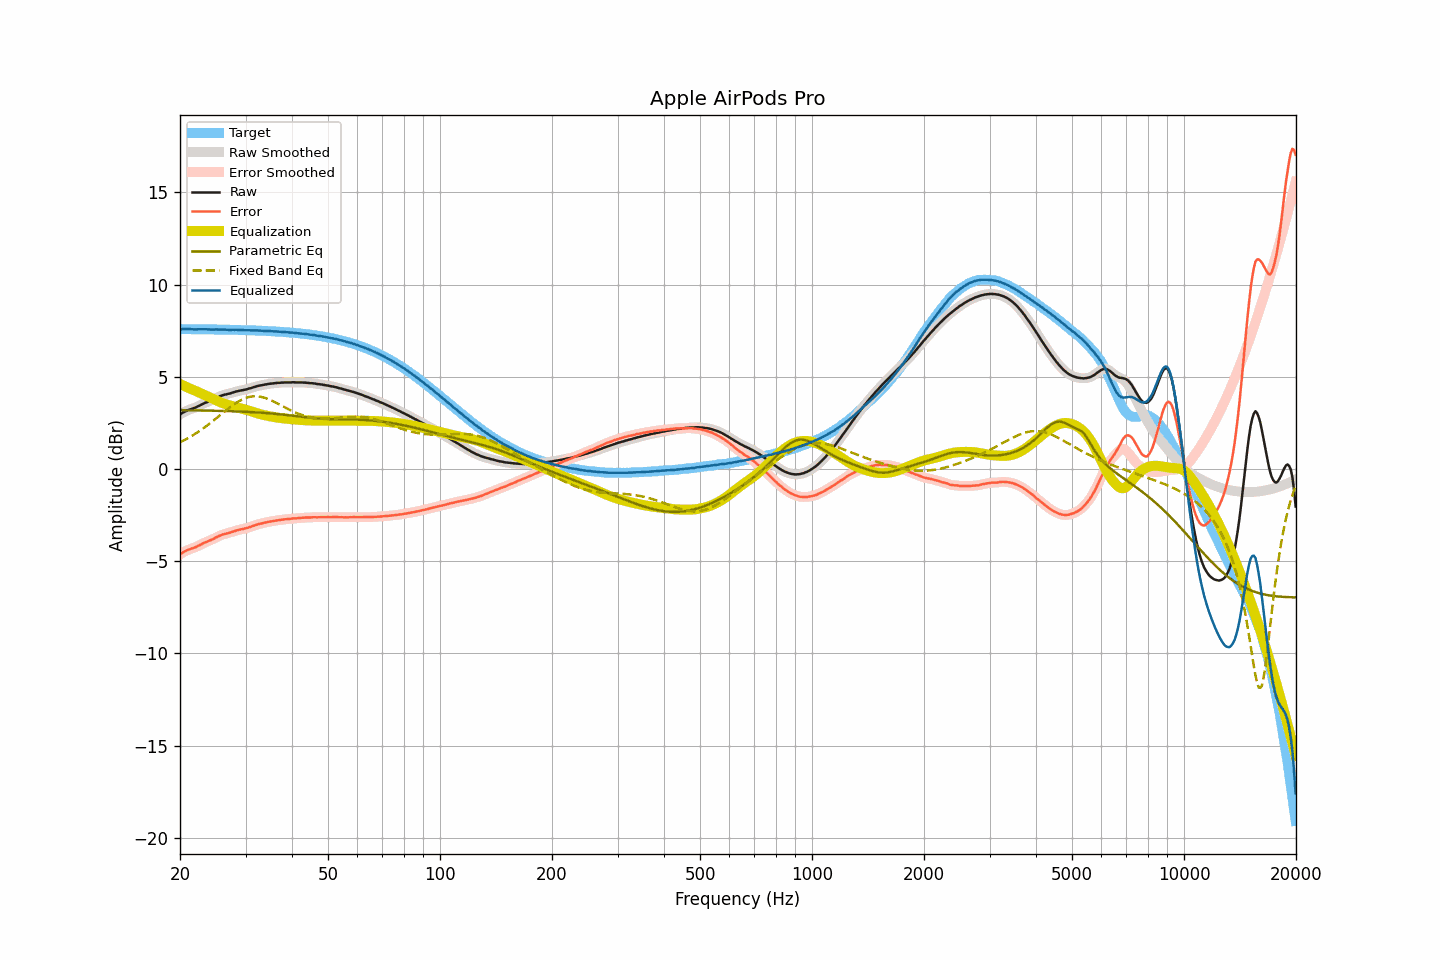 Apple AirPods Pro
Target
Raw Smoothed
Error Smoothed
Raw
Error
Equalization
Parametric Eq
Fixed Band Eq
Equalized
15
10
5
0
−5
−10
−15
−20
Amplitude (dBr)
20 50 100 200 500 1000 2000 5000 10000 20000
Frequency (Hz)